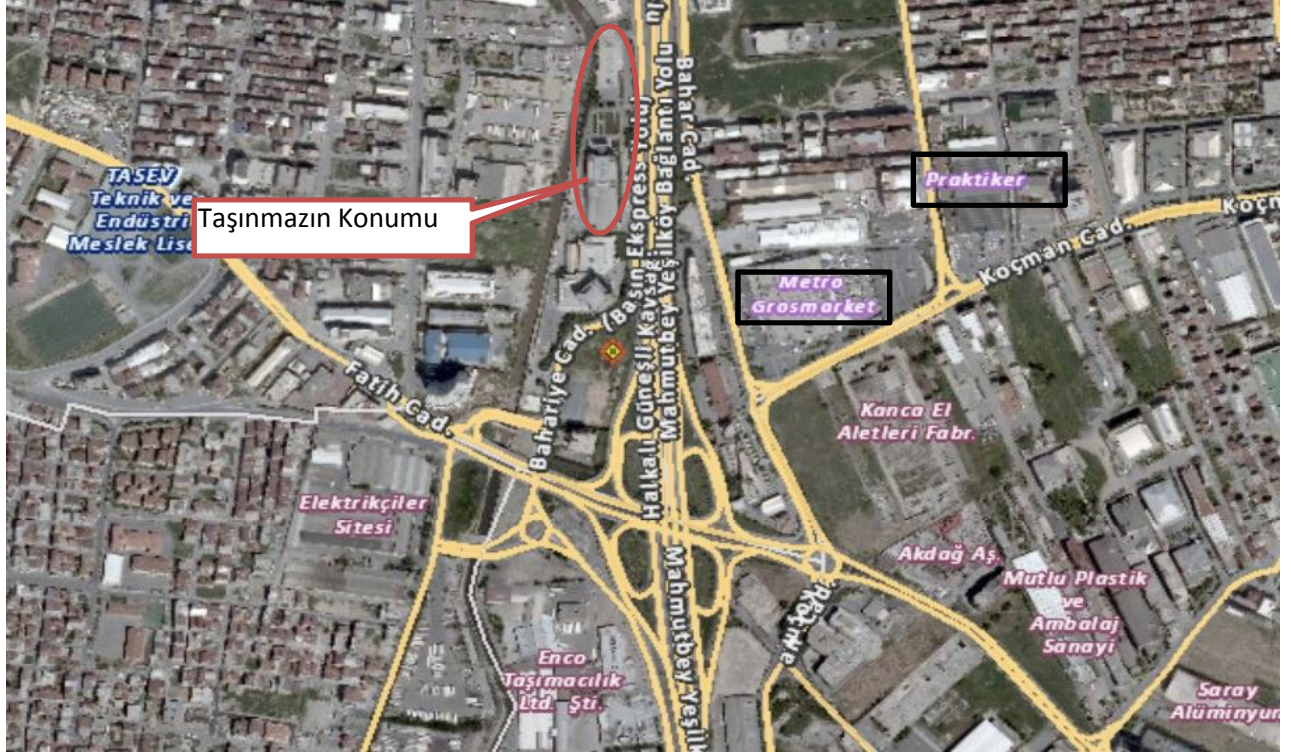 Bahar Cad.
Halkalı Güneşli Kavşağı
(Basın Ekspress Yolu)
Mahmutbey Yeşilköy Bağlantı Yolu
TASEV
Teknik ve
Endüstri
Meslek Lise
Taşınmazın Konumu
Praktiker
Koçman Cad.
Metro
Grosmarket
Bahariye Cad.
Fatih Cad.
Kanca El
Aletleri Fabr.
Elektrikçiler
Sitesi
Akdağ Aş.
Mutlu Plastik
ve
Ambalaj
Sanayi
Mahmutbey Yeşilk
Enco
Taşımacılık
Ltd. Şti.
Saray
Alüminyum